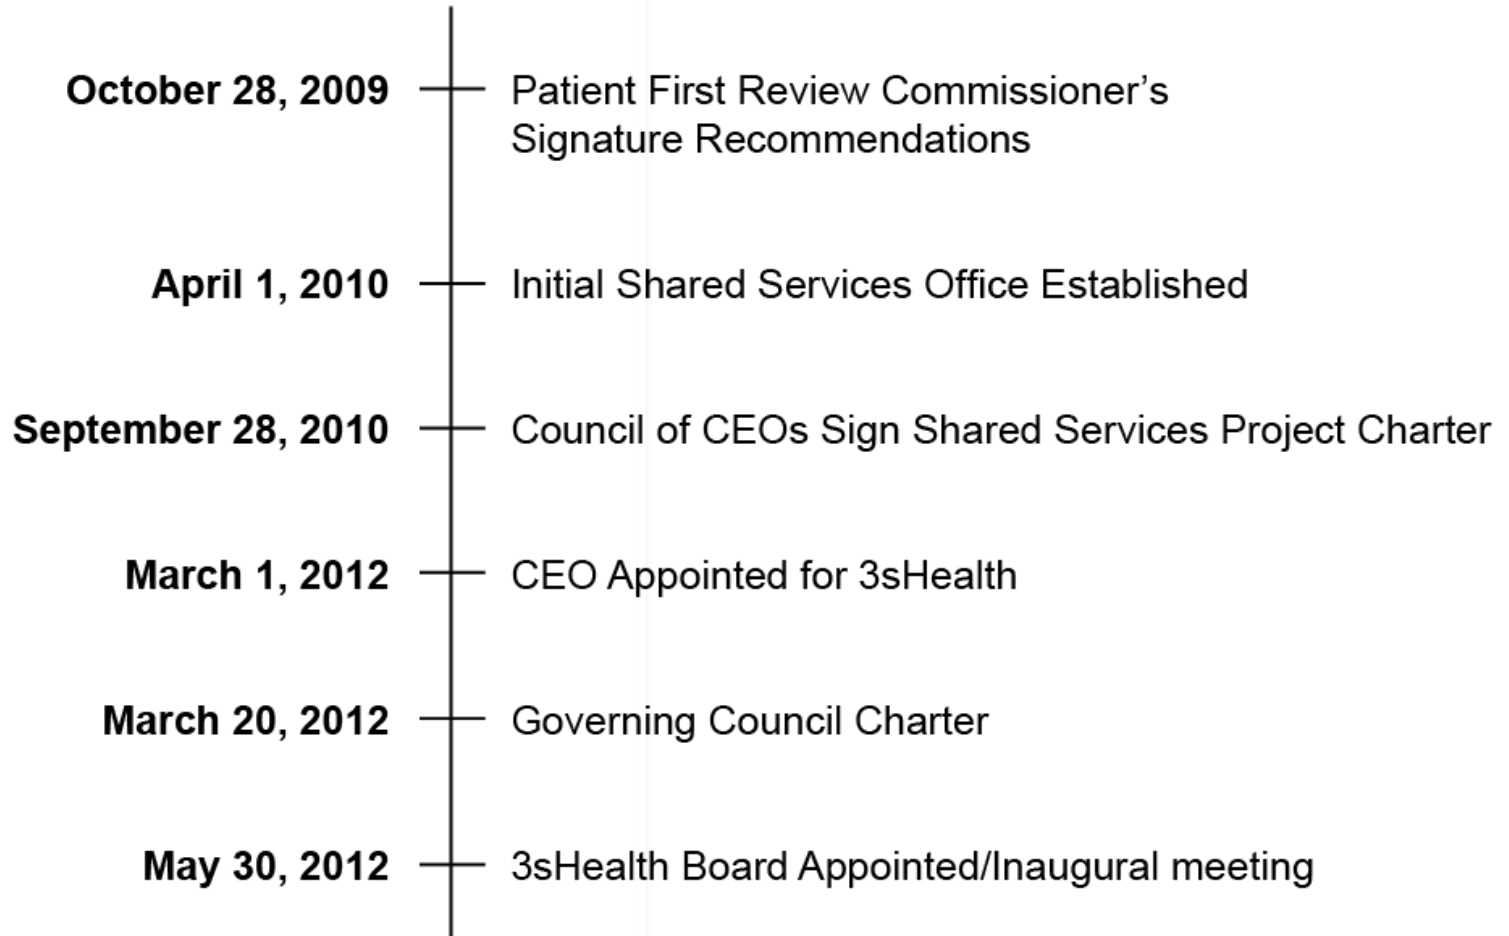 October 28, 2009 Patient First Review Commissioner’s
Signature Recommendations
April 1, 2010 Initial Shared Services Office Established
September 28, 2010 Council of CEOs Sign Shared Services Project Charter
March 1, 2012 CEO Appointed for 3sHealth
March 20, 2012 Governing Council Charter
May 30, 2012 3sHealth Board Appointed/Inaugural meeting